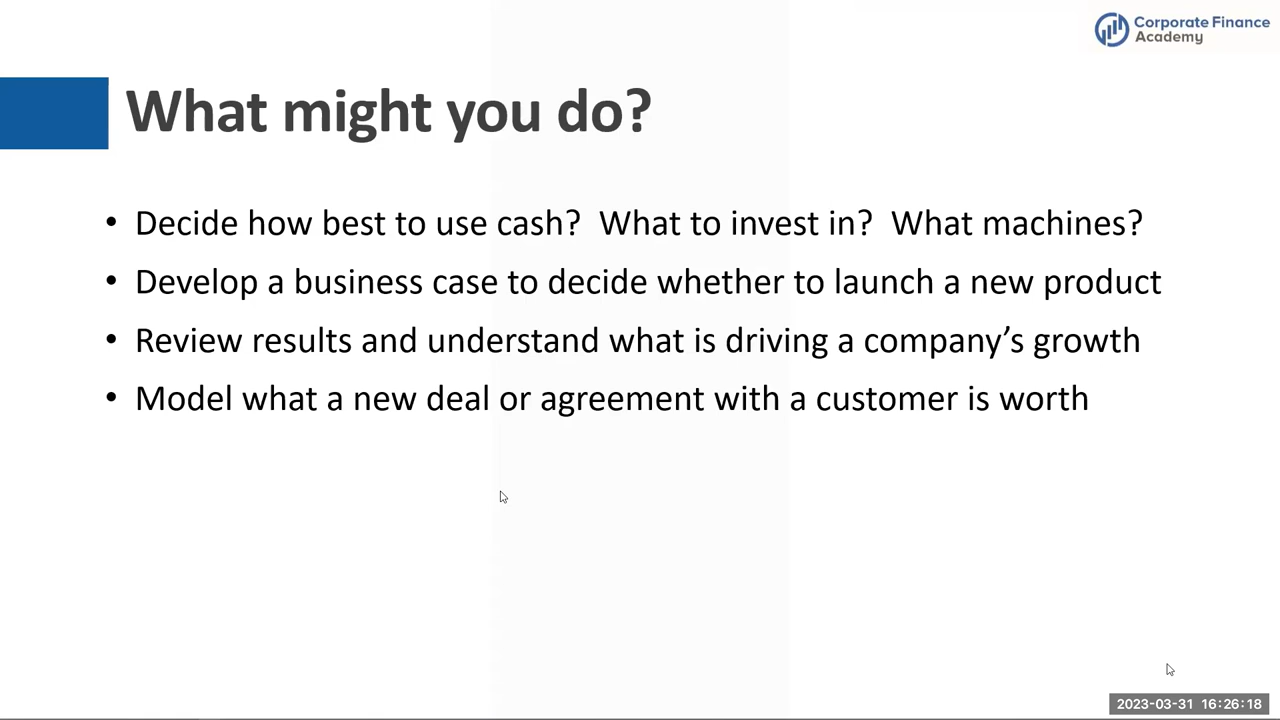 Corporate Finance
Academy
What might you do?
• Decide how best to use cash?  What to invest in?  What machines?
• Develop a business case to decide whether to launch a new product
• Review results and understand what is driving a company’s growth
• Model what a new deal or agreement with a customer is worth
2023-03-31 16:26:18